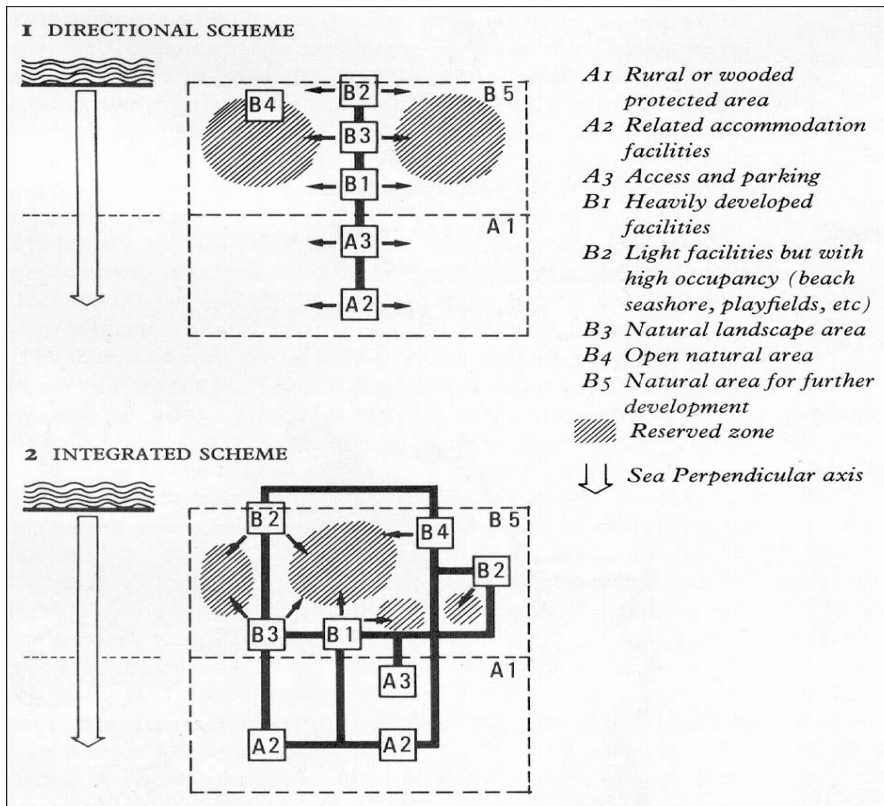 1 DIRECTIONAL SCHEME
B2
B5
B4
B3
B1
A1
A3
A2
A1 Rural or wooded
protected area
A2 Related accommodation
facilities
A3 Access and parking
B1 Heavily developed
facilities
B2 Light facilities but with
high occupancy (beach
seashore, playfields, etc)
B3 Natural landscape area
B4 Open natural area
B5 Natural area for further
development
Reserved zone
Sea Perpendicular axis
2 INTEGRATED SCHEME
B2
B5
B4
B2
B3
B1
A1
A3
A2
A2